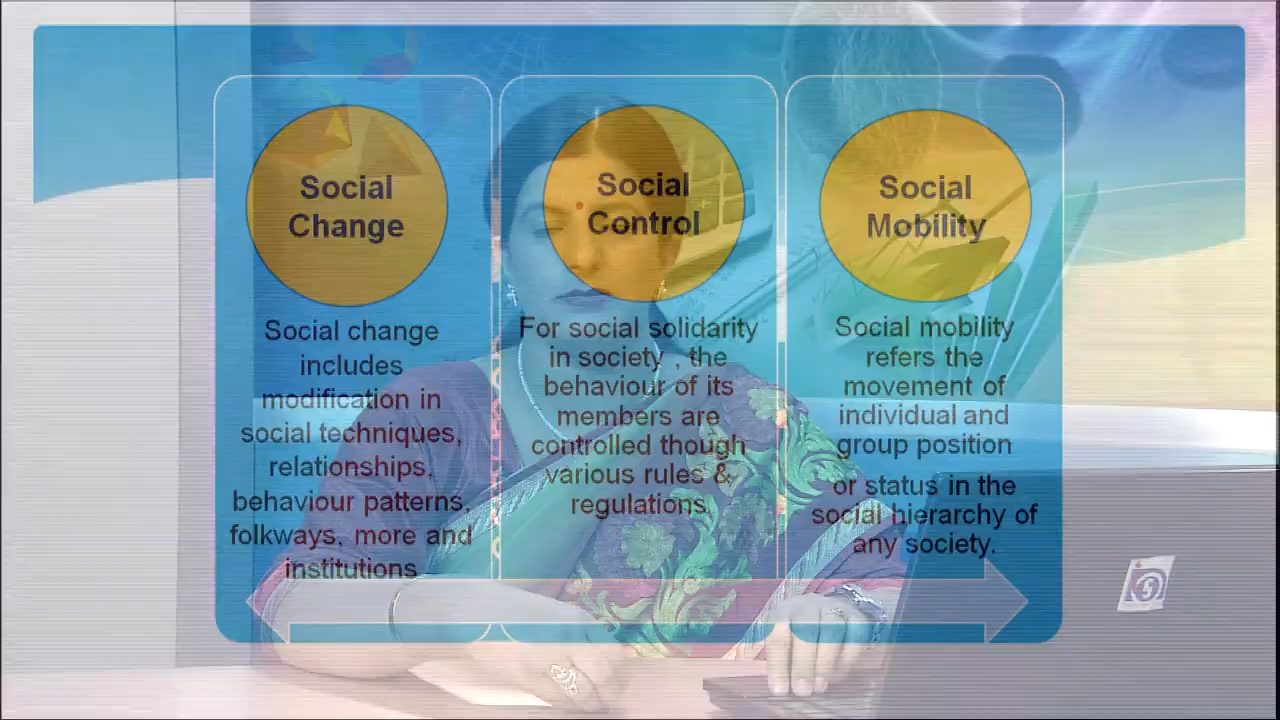 Social
Change
Social change
includes
modification in
social techniques,
relationships,
behaviour patterns,
folkways, more and
institutions
Social
Control
For social solidarity
in society , the
behaviour of its
members are
controlled though
various rules &
regulations.
Social
Mobility
Social mobility
refers the
movement of
individual and
group position
or status in the
social hierarchy of
any society.